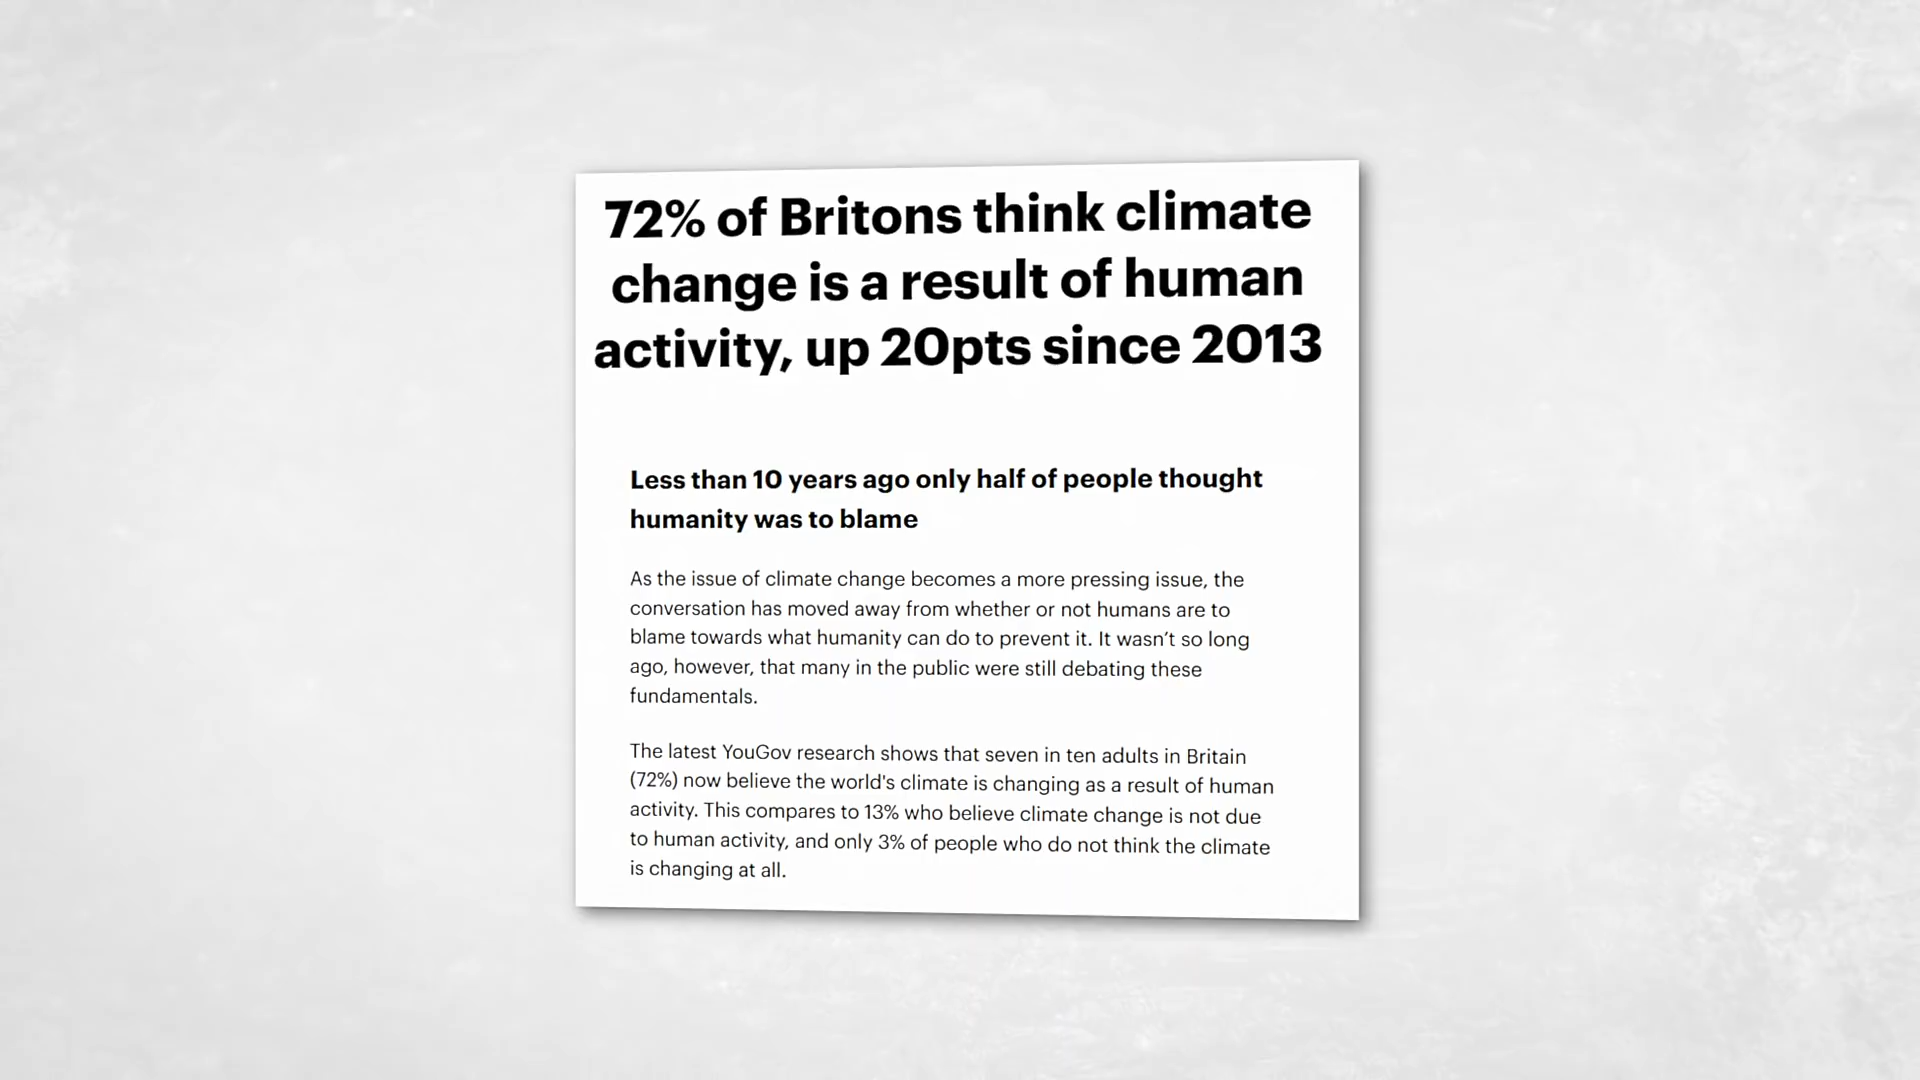 72% of Britons think climate
change is a result of human
activity, up 20pts since 2013
Less than 10 years ago only half of people thought
humanity was to blame
As the issue of climate change becomes a more pressing issue, the
conversation has moved away from whether or not humans are to
blame towards what humanity can do to prevent it. It wasn’t so long
ago, however, that many in the public were still debating these
fundamentals.
The latest YouGov research shows that seven in ten adults in Britain
(72%) now believe the world's climate is changing as a result of human
activity. This compares to 13% who believe climate change is not due
to human activity, and only 3% of people who do not think the climate
is changing at all.